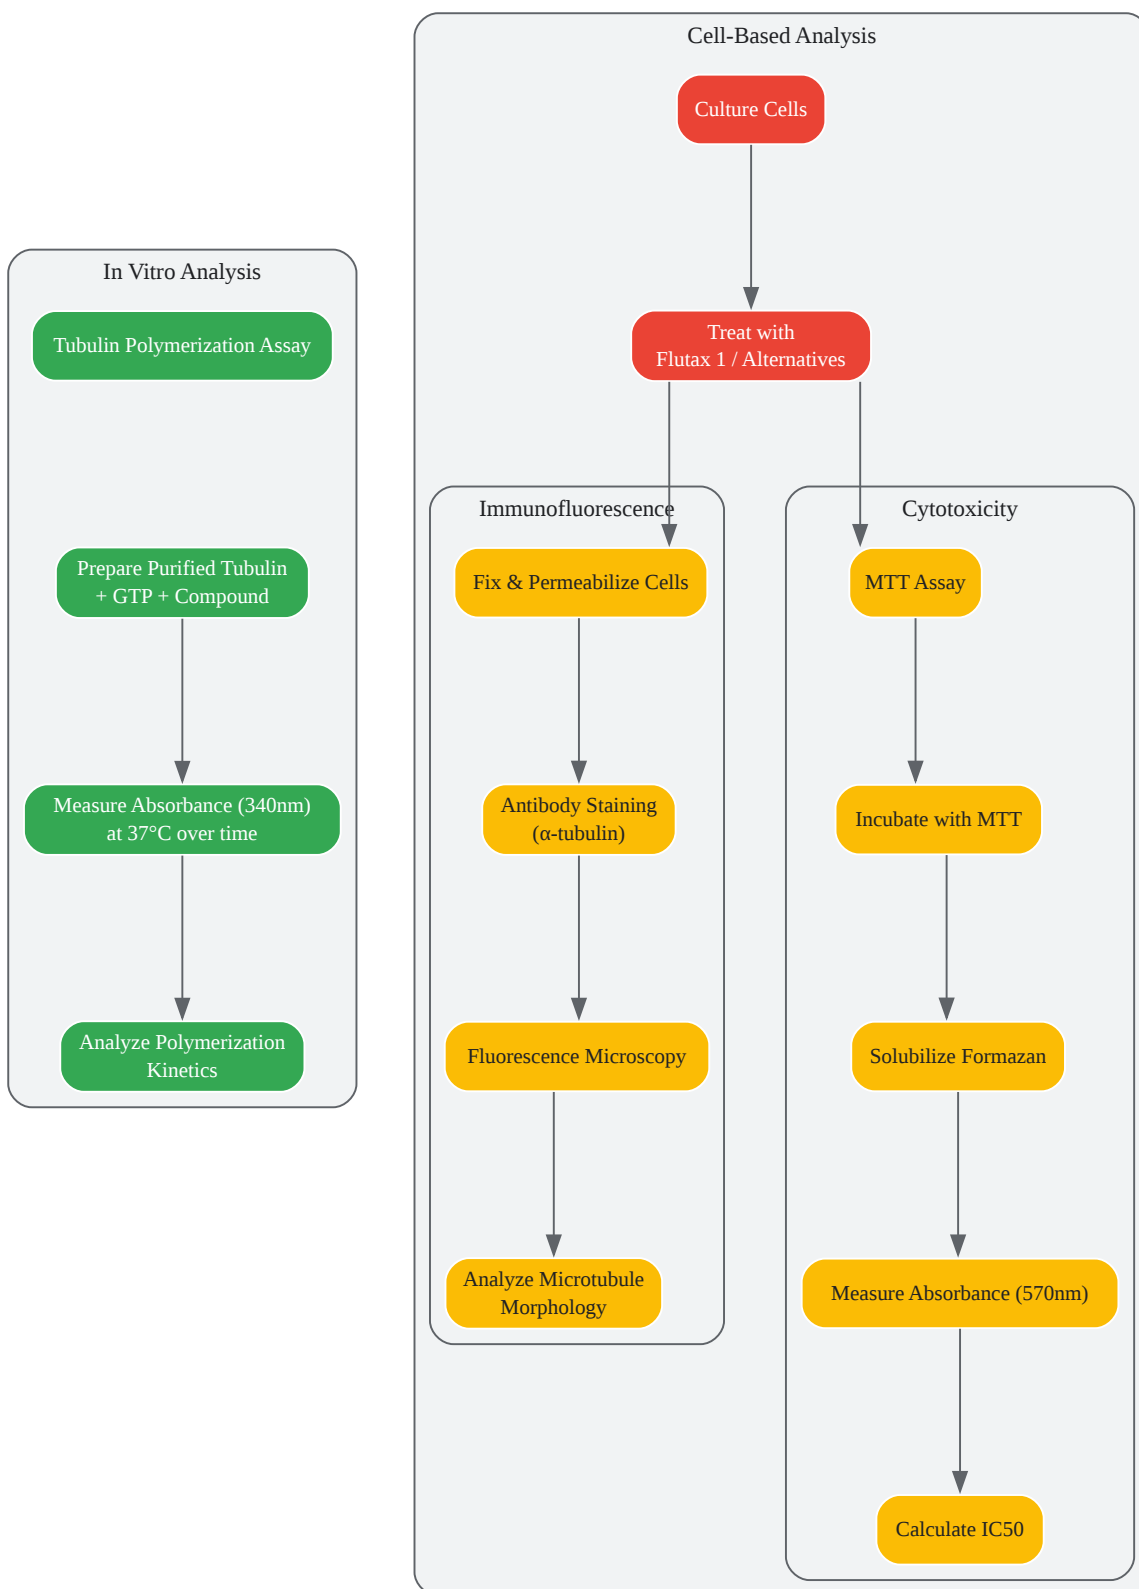 Cell-Based Analysis
Culture Cells
In Vitro Analysis
Tubulin Polymerization Assay
Treat with
Flutax 1 / Alternatives
Immunofluorescence
Cytotoxicity
Prepare Purified Tubulin
+ GTP + Compound
Fix & Permeabilize Cells
MTT Assay
Measure Absorbance (340nm)
at 37°C over time
Antibody Staining
(α-tubulin)
Incubate with MTT
Analyze Polymerization
Kinetics
Fluorescence Microscopy
Solubilize Formazan
Analyze Microtubule
Morphology
Measure Absorbance (570nm)
Calculate IC50